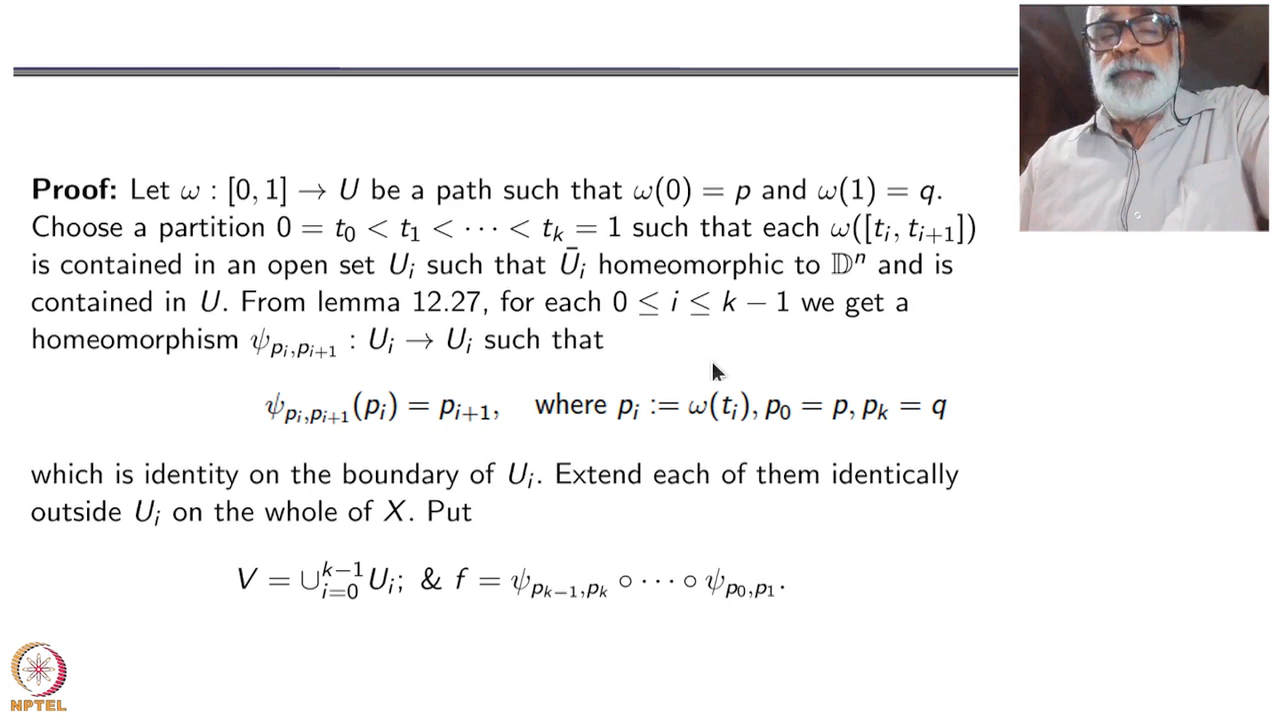 Proof: Let ω : [0, 1] → U be a path such that ω(0) = p and ω(1) = q.
Choose a partition 0 = t₀ < t₁ < ⋯ < tₖ = 1 such that each ω([tᵢ, tᵢ₊₁])
is contained in an open set Uᵢ such that Ūᵢ homeomorphic to 𝔻ⁿ and is
contained in U. From lemma 12.27, for each 0 ≤ i ≤ k − 1 we get a
homeomorphism ψ_{pᵢ,pᵢ₊₁} : Uᵢ → Uᵢ such that
ψ_{pᵢ,pᵢ₊₁}(pᵢ) = pᵢ₊₁, where pᵢ := ω(tᵢ), p₀ = p, pₖ = q
which is identity on the boundary of Uᵢ. Extend each of them identically
outside Uᵢ on the whole of X. Put
V = ∪_{i=0}^{k−1} Uᵢ; & f = ψ_{pₖ₋₁,pₖ} ∘ ⋯ ∘ ψ_{p₀,p₁}.
NPTEL